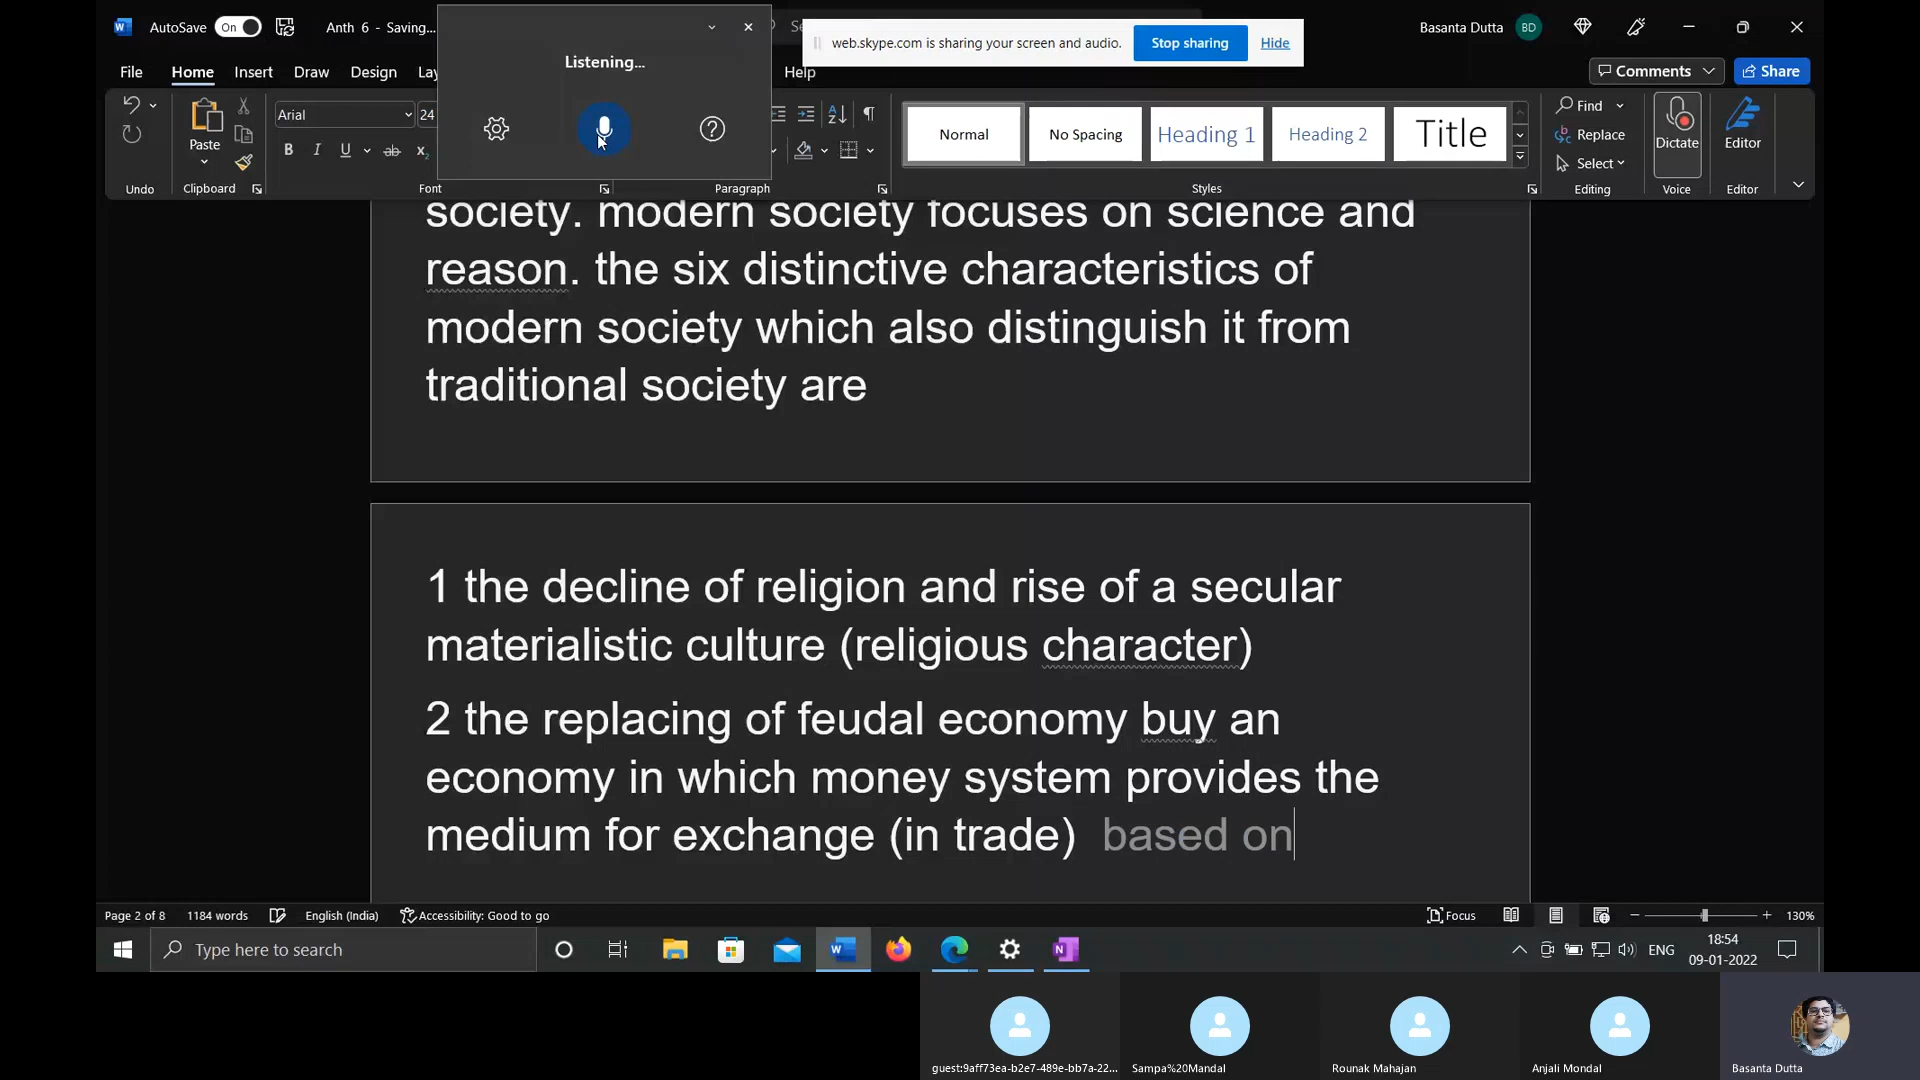 AutoSave On Anth 6 - Saving... Se Basanta Dutta BD
Listening...
web.skype.com is sharing your screen and audio. Stop sharing Hide
File Home Insert Draw Design Lay Help Comments Share
Paste Arial 24 Normal No Spacing Heading 1 Heading 2 Title Find Replace Select Dictate Editor
B I U ab x₂
Undo Clipboard Font Paragraph Styles Editing Voice Editor
society. modern society focuses on science and
reason. the six distinctive characteristics of
modern society which also distinguish it from
traditional society are
1 the decline of religion and rise of a secular
materialistic culture (religious character)
2 the replacing of feudal economy buy an
economy in which money system provides the
medium for exchange (in trade) based on
Page 2 of 8 1184 words English (India) Accessibility: Good to go Focus 130%
Type here to search ENG 18:54
09-01-2022
guest:9aff73ea-b2e7-489e-bb7a-22... Sampa%20Mandal Rounak Mahajan Anjali Mondal Basanta Dutta